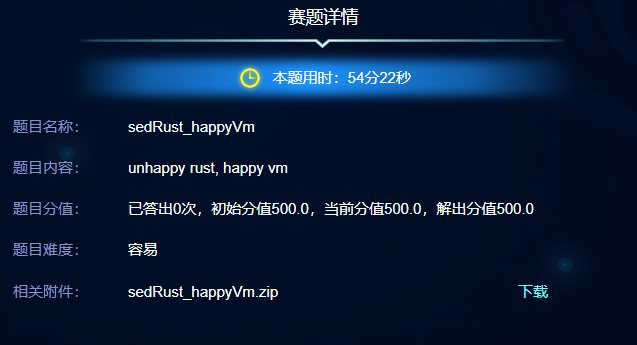 赛题详情
本题用时：54分22秒
题目名称： sedRust_happyVm
题目内容： unhappy rust, happy vm
题目分值： 已答出0次，初始分值500.0，当前分值500.0，解出分值500.0
题目难度： 容易
相关附件： sedRust_happyVm.zip 下载